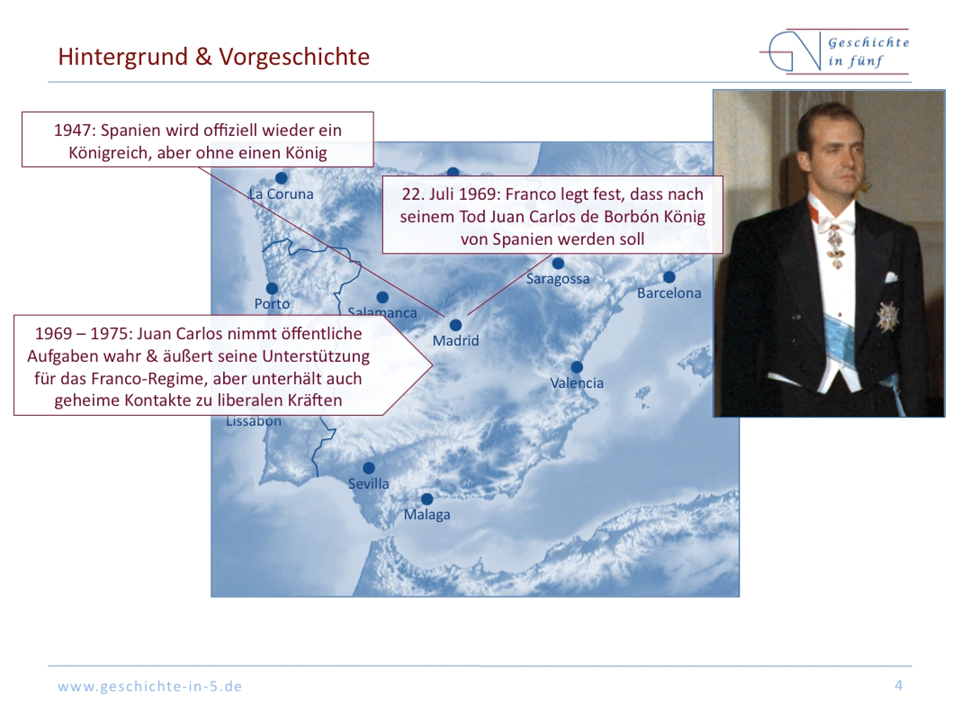 Hintergrund & Vorgeschichte
Geschichte
in fünf
1947: Spanien wird offiziell wieder ein
Königreich, aber ohne einen König
22. Juli 1969: Franco legt fest, dass nach
seinem Tod Juan Carlos de Borbón König
von Spanien werden soll
La Coruna
Saragossa
Barcelona
Porto
Salamanca
Madrid
1969 – 1975: Juan Carlos nimmt öffentliche
Aufgaben wahr & äußert seine Unterstützung
für das Franco-Regime, aber unterhält auch
geheime Kontakte zu liberalen Kräften
Valencia
Lissabon
Sevilla
Malaga
www.geschichte-in-5.de
4